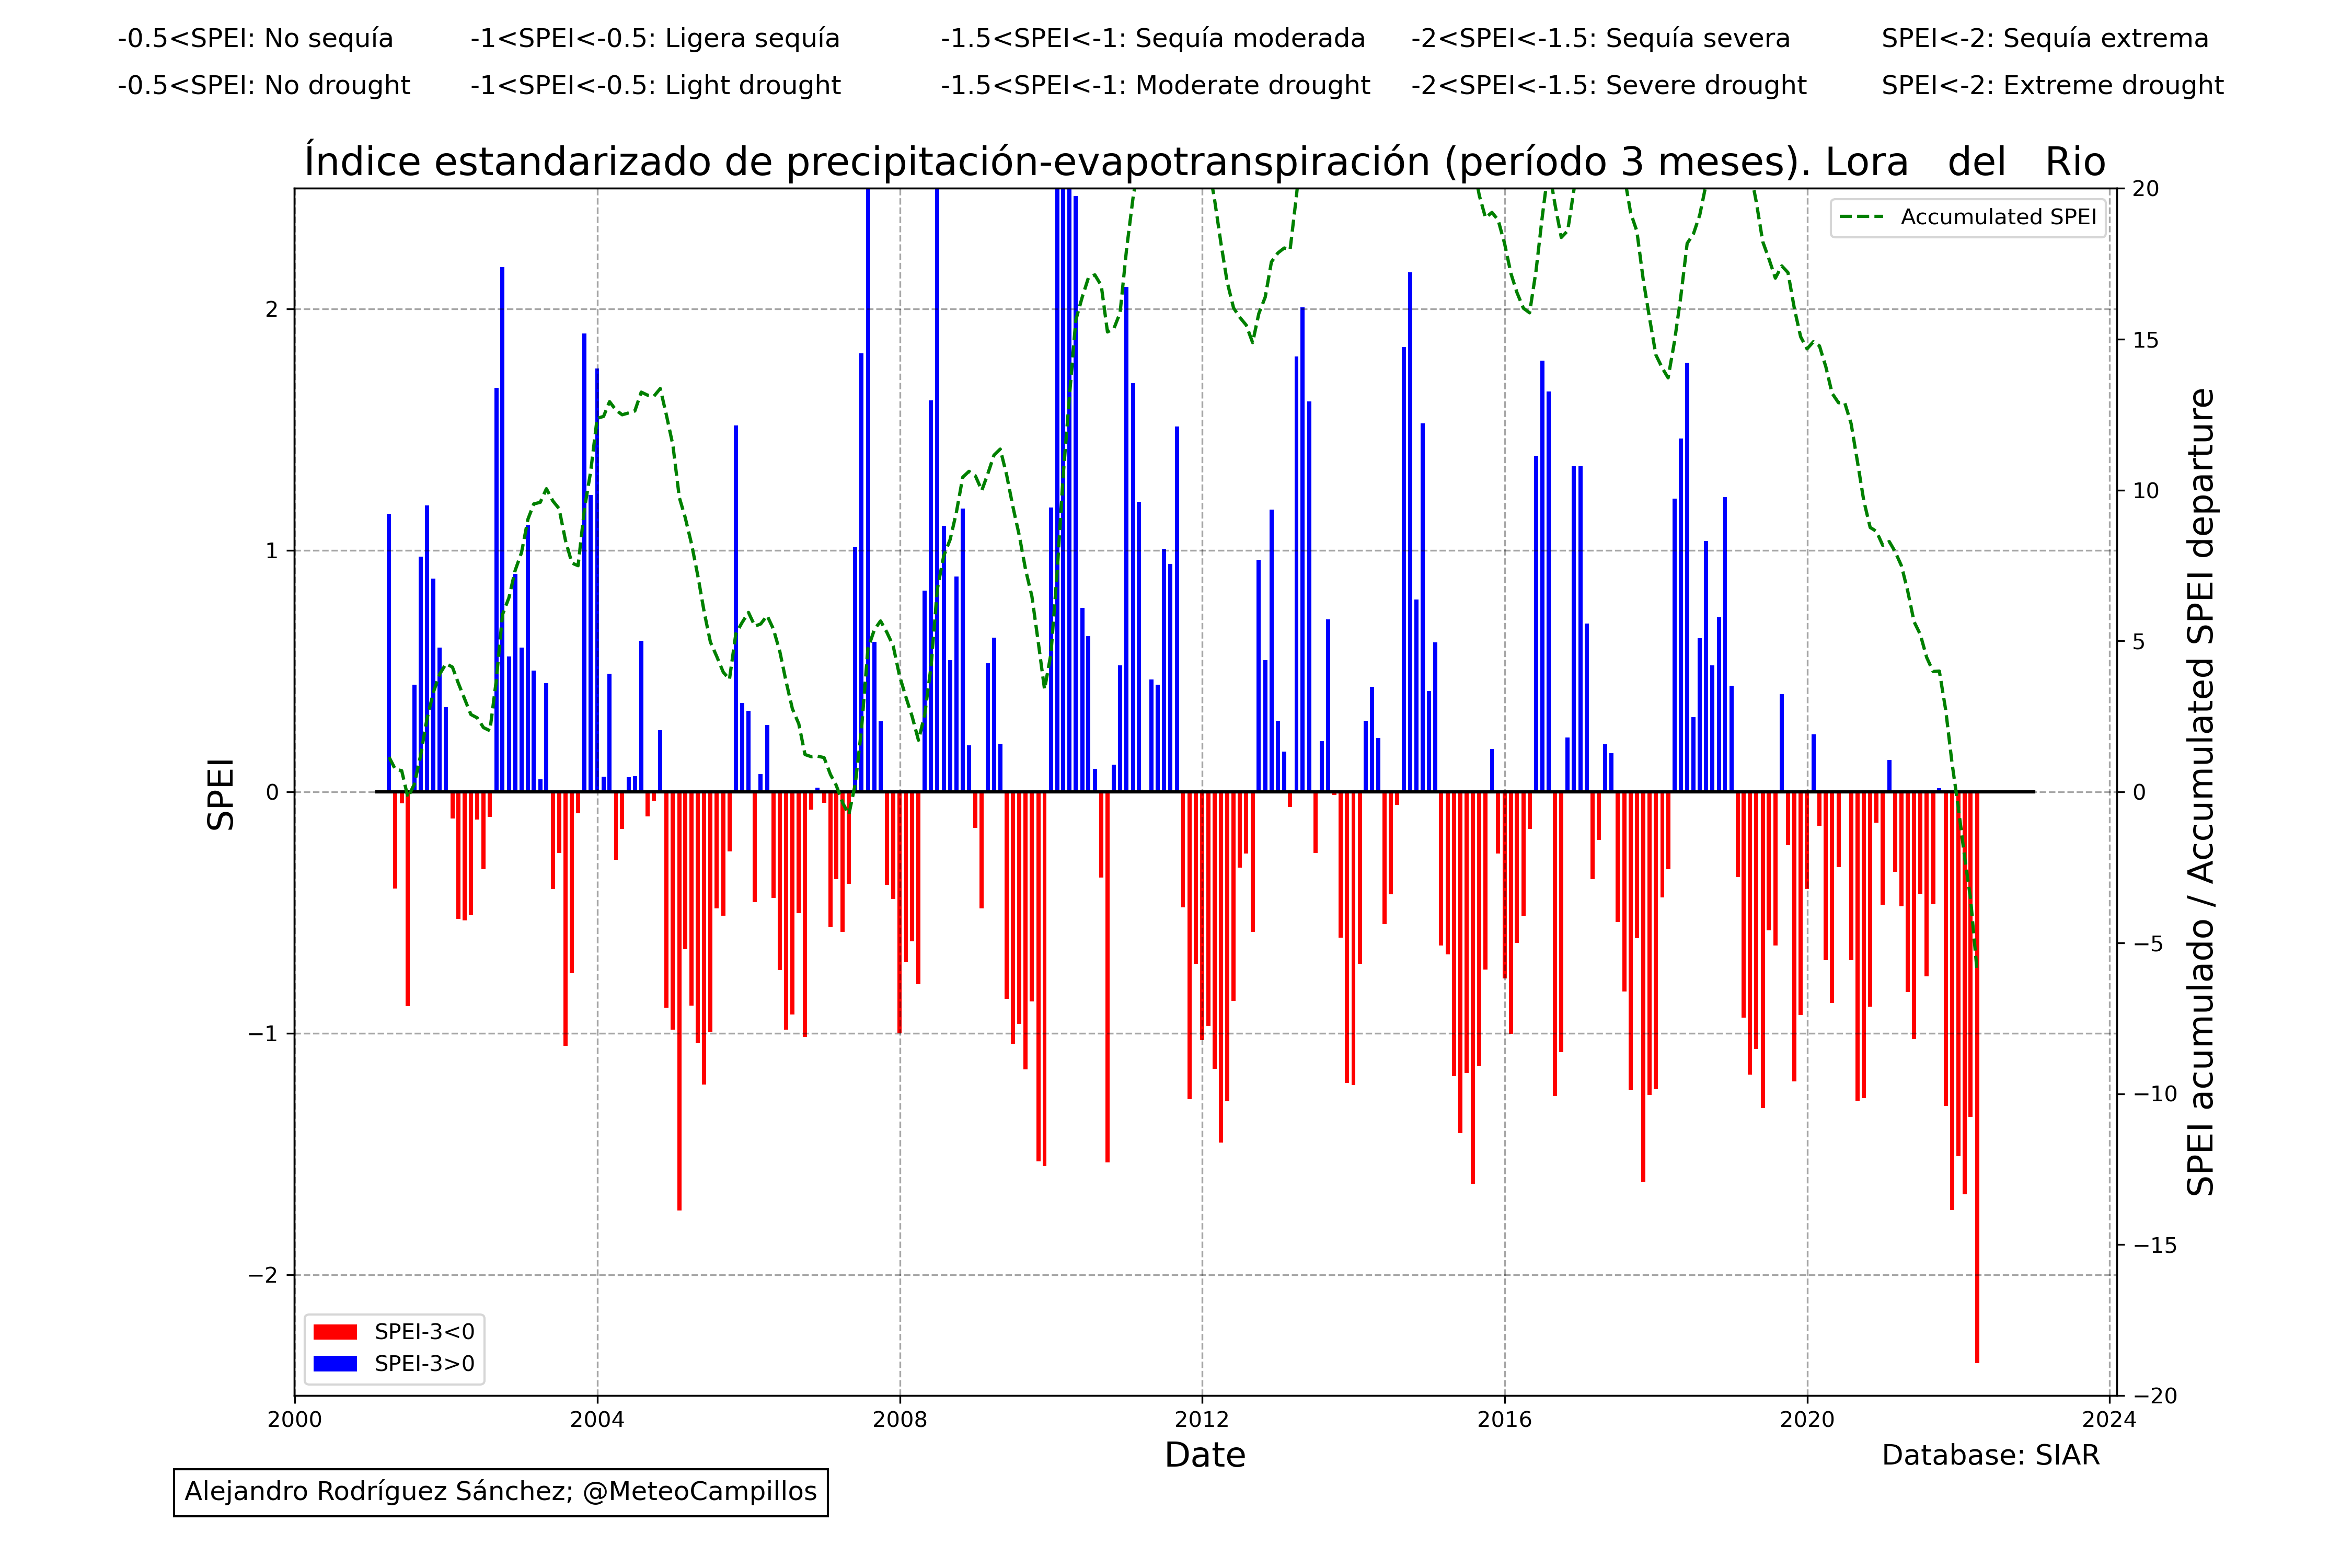 -0.5<SPEI: No sequía
-1<SPEI<-0.5: Ligera sequía
-1.5<SPEI<-1: Sequía moderada
-2<SPEI<-1.5: Sequía severa
SPEI<-2: Sequía extrema
-0.5<SPEI: No drought
-1<SPEI<-0.5: Light drought
-1.5<SPEI<-1: Moderate drought
-2<SPEI<-1.5: Severe drought
SPEI<-2: Extreme drought
Índice estandarizado de precipitación-evapotranspiración (período 3 meses). Lora del Rio
Accumulated SPEI
SPEI
2
1
0
−1
−2
20
15
10
5
0
−5
−10
−15
−20
SPEI acumulado / Accumulated SPEI departure
SPEI-3<0
SPEI-3>0
2000
2004
2008
2012
2016
2020
2024
Date
Database: SIAR
Alejandro Rodríguez Sánchez; @MeteoCampillos